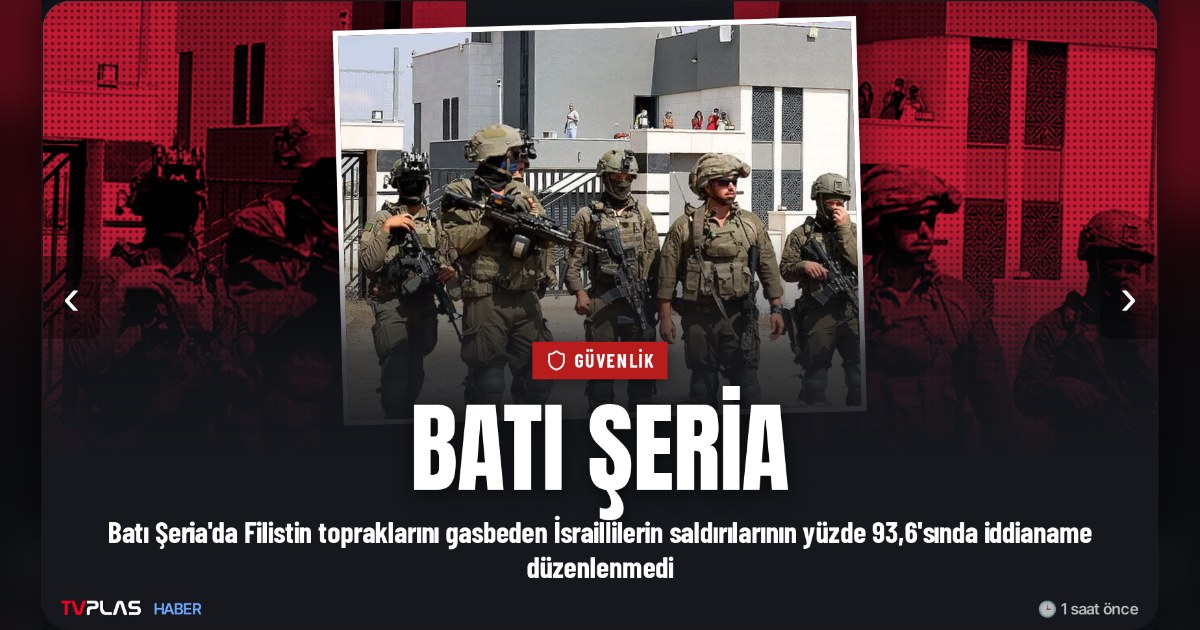 GÜVENLİK
BATI ŞERİA
Batı Şeria'da Filistin topraklarını gasbeden İsraillilerin saldırılarının yüzde 93,6'sında iddianame
düzenlenmedi
TVPLAS HABER
1 saat önce